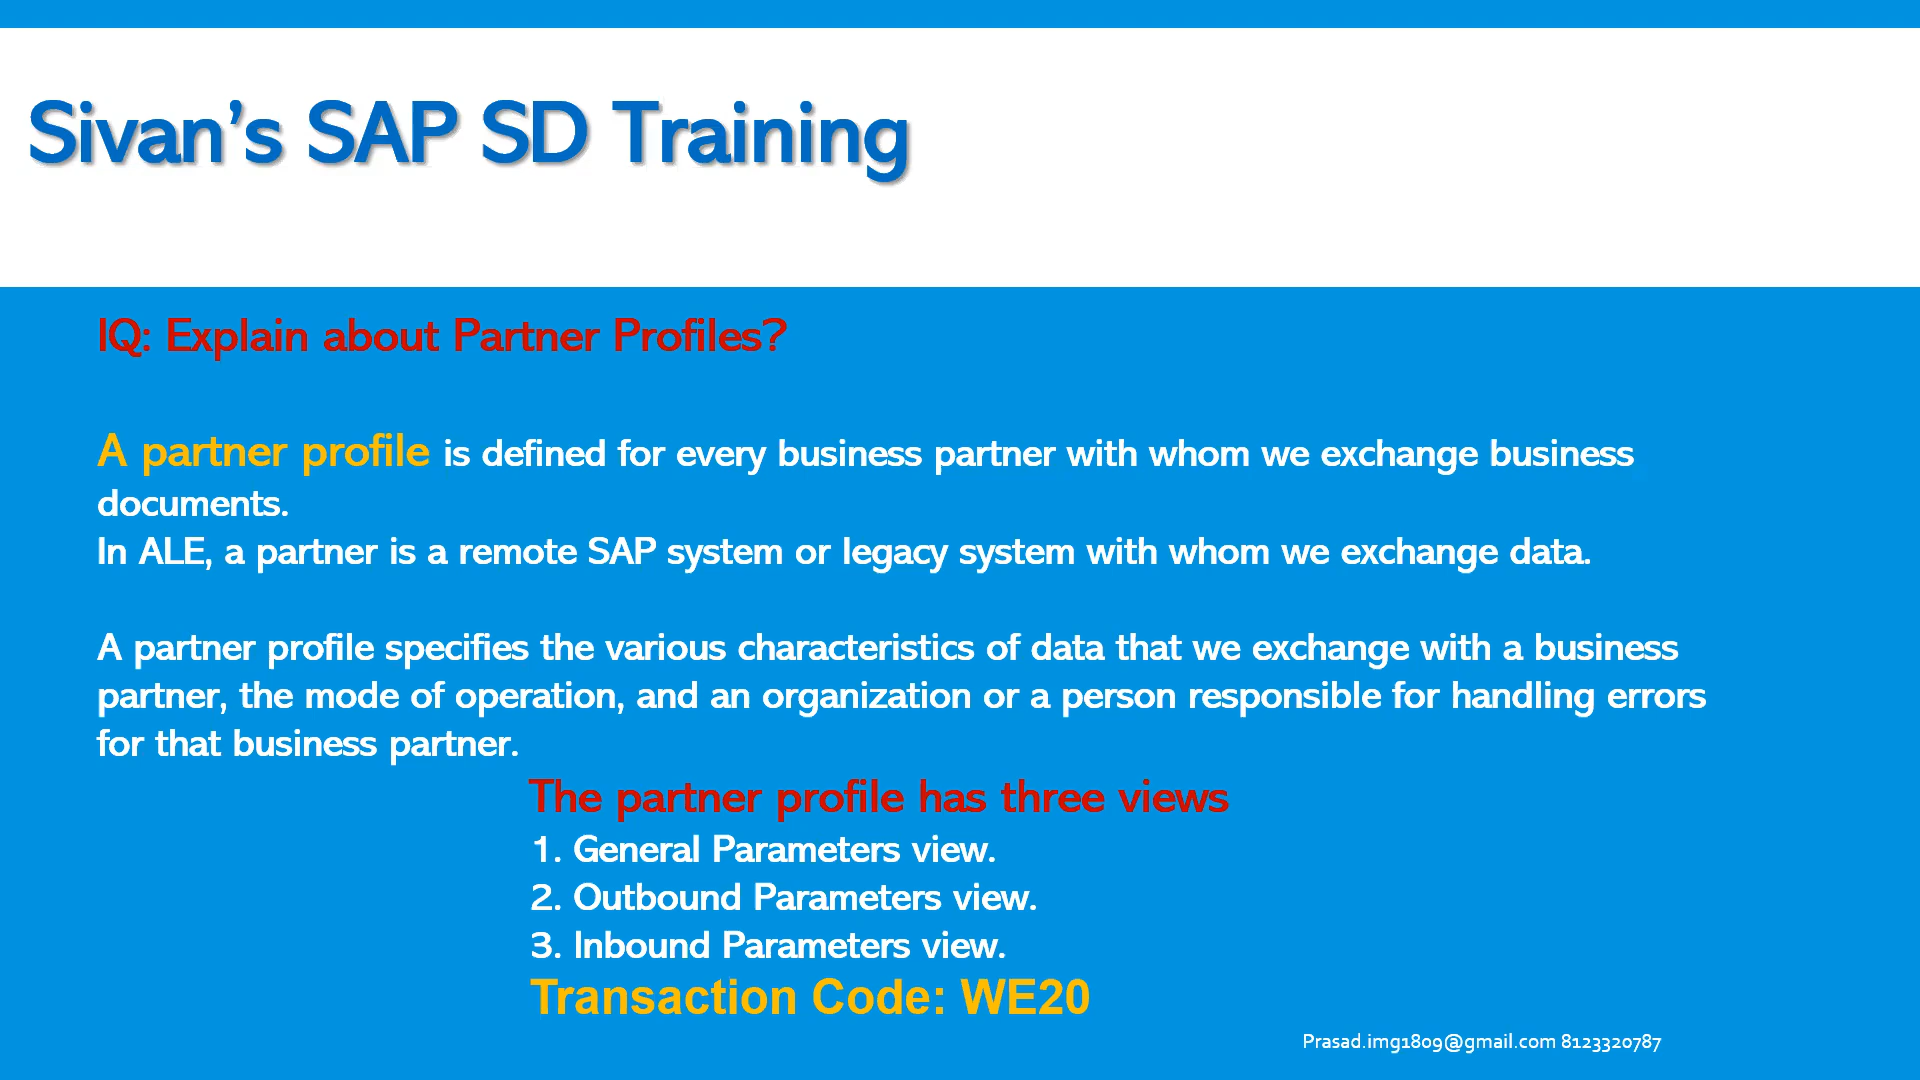 Sivan’s SAP SD Training
IQ: Explain about Partner Profiles?
A partner profile is defined for every business partner with whom we exchange business
documents.
In ALE, a partner is a remote SAP system or legacy system with whom we exchange data.
A partner profile specifies the various characteristics of data that we exchange with a business
partner, the mode of operation, and an organization or a person responsible for handling errors
for that business partner.
The partner profile has three views
1. General Parameters view.
2. Outbound Parameters view.
3. Inbound Parameters view.
Transaction Code: WE20
Prasad.img1809@gmail.com 8123320787